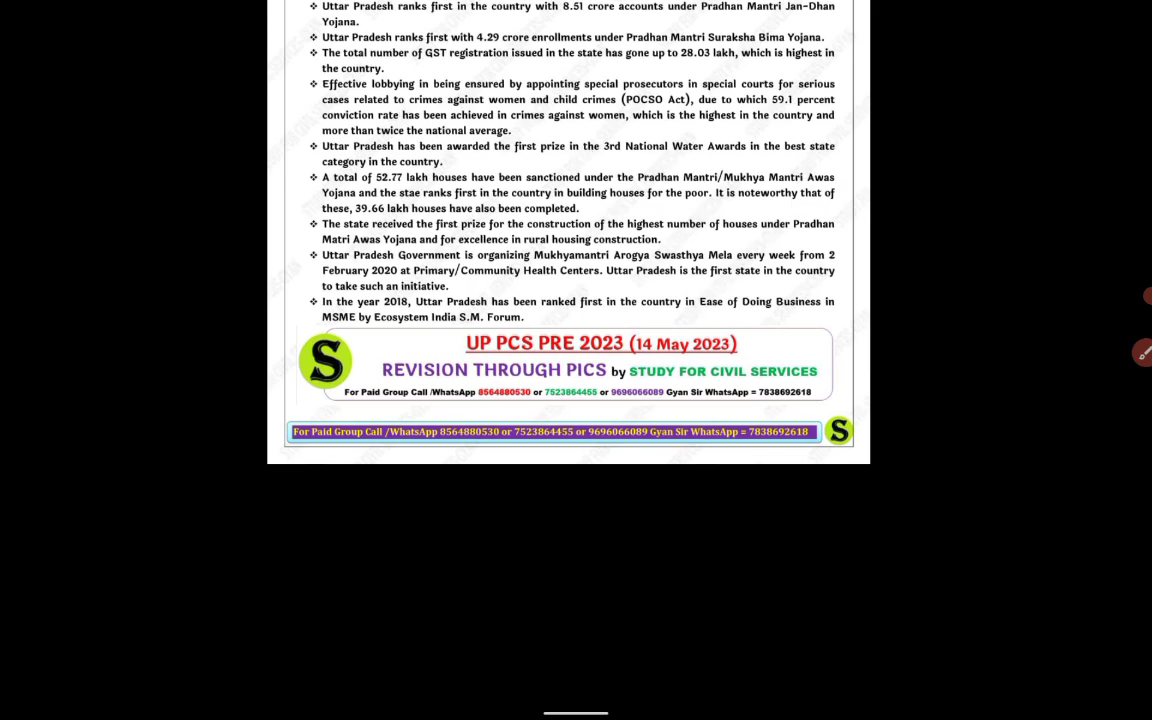 ❖ Uttar Pradesh ranks first in the country with 8.51 crore accounts under Pradhan Mantri Jan-Dhan
Yojana.
❖ Uttar Pradesh ranks first with 4.29 crore enrollments under Pradhan Mantri Suraksha Bima Yojana.
❖ The total number of GST registration issued in the state has gone up to 28.03 lakh, which is highest in
the country.
❖ Effective lobbying in being ensured by appointing special prosecutors in special courts for serious
cases related to crimes against women and child crimes (POCSO Act), due to which 59.1 percent
conviction rate has been achieved in crimes against women, which is the highest in the country and
more than twice the national average.
❖ Uttar Pradesh has been awarded the first prize in the 3rd National Water Awards in the best state
category in the country.
❖ A total of 52.77 lakh houses have been sanctioned under the Pradhan Mantri/Mukhya Mantri Awas
Yojana and the stae ranks first in the country in building houses for the poor. It is noteworthy that of
these, 39.66 lakh houses have also been completed.
❖ The state received the first prize for the construction of the highest number of houses under Pradhan
Matri Awas Yojana and for excellence in rural housing construction.
❖ Uttar Pradesh Government is organizing Mukhyamantri Arogya Swasthya Mela every week from 2
February 2020 at Primary/Community Health Centers. Uttar Pradesh is the first state in the country
to take such an initiative.
❖ In the year 2018, Uttar Pradesh has been ranked first in the country in Ease of Doing Business in
MSME by Ecosystem India S.M. Forum.
S
UP PCS PRE 2023 (14 May 2023)
REVISION THROUGH PICS by STUDY FOR CIVIL SERVICES
For Paid Group Call /WhatsApp 8564880530 or 7523864455 or 9696066089 Gyan Sir WhatsApp = 7838692618
For Paid Group Call /WhatsApp 8564880530 or 7523864455 or 9696066089 Gyan Sir WhatsApp = 7838692618
S